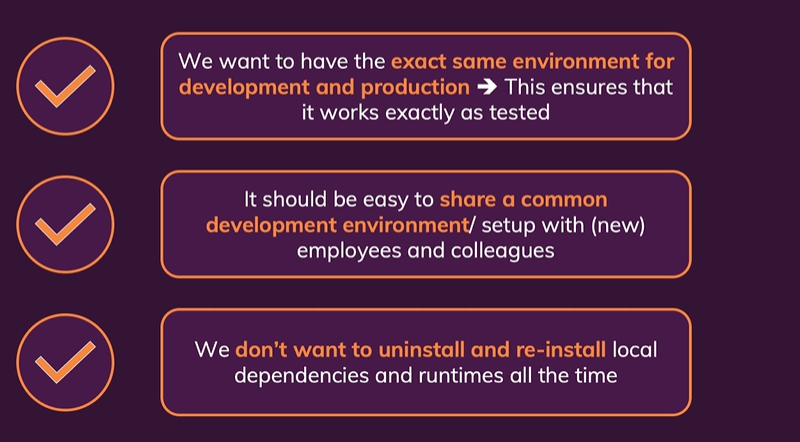 We want to have the exact same environment for
development and production ➔ This ensures that
it works exactly as tested
It should be easy to share a common
development environment/ setup with (new)
employees and colleagues
We don’t want to uninstall and re-install local
dependencies and runtimes all the time